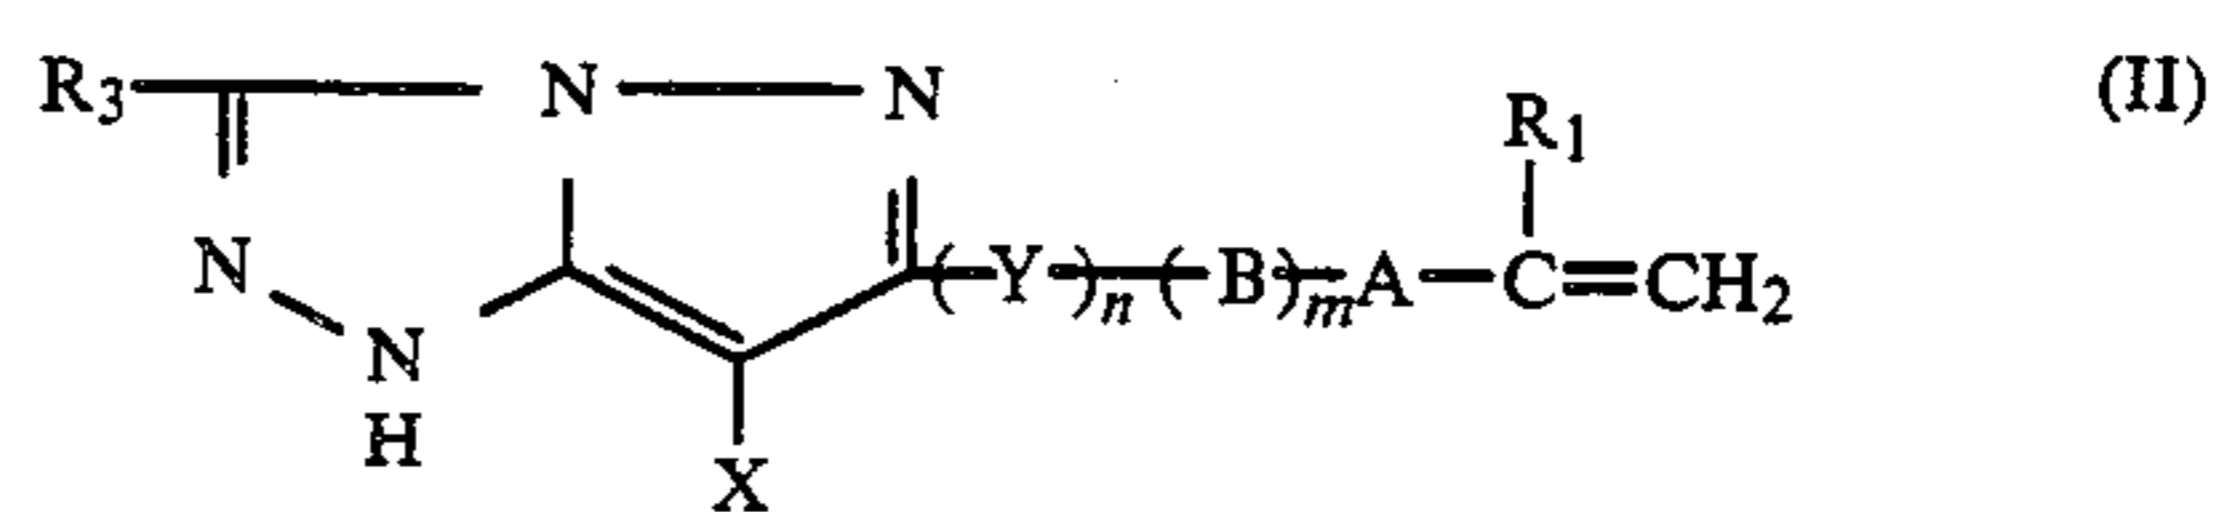 R3 N N (II)
R1
N (Y)n (B)m A C=CH2
N
H
X